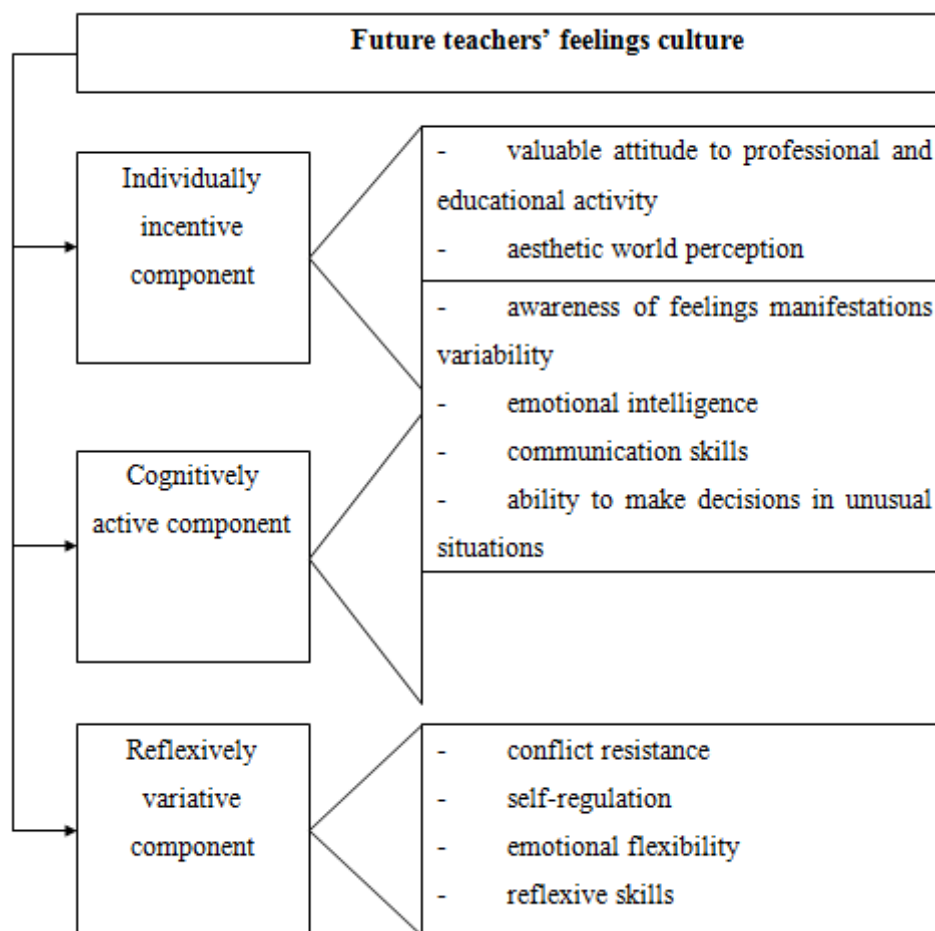 Future teachers’ feelings culture
Individually
incentive
component
- valuable attitude to professional and
educational activity
- aesthetic world perception
Cognitively
active component
- awareness of feelings manifestations
variability
- emotional intelligence
- communication skills
- ability to make decisions in unusual
situations
Reflexively
variative
component
- conflict resistance
- self-regulation
- emotional flexibility
- reflexive skills